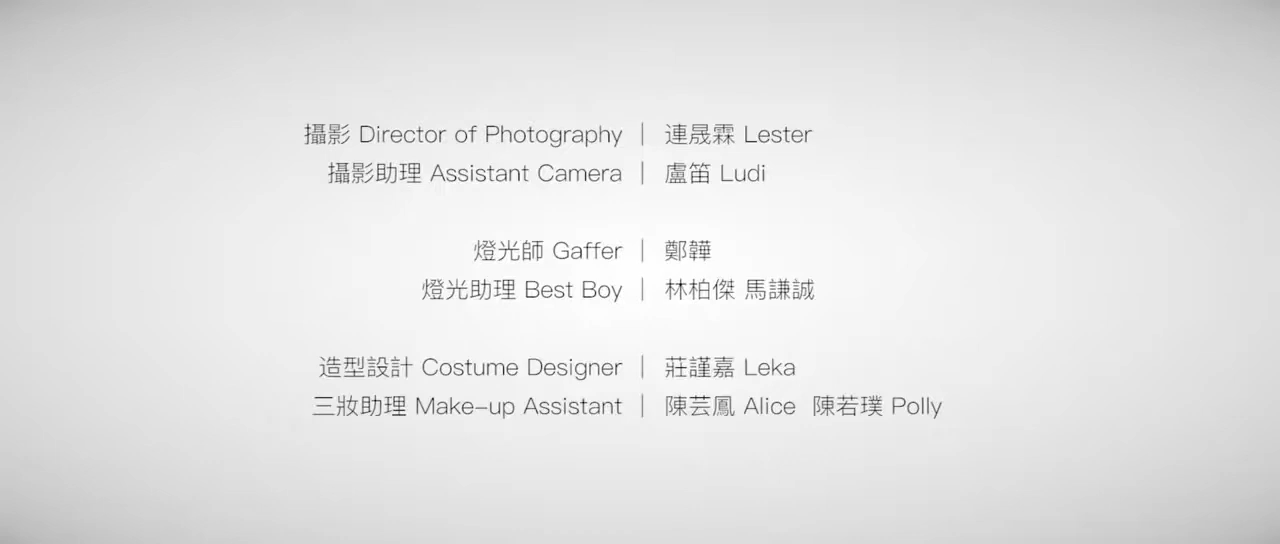 攝影 Director of Photography | 連晟霖 Lester
攝影助理 Assistant Camera | 盧笛 Ludi
燈光師 Gaffer | 鄭韡
燈光助理 Best Boy | 林柏傑 馬謙誠
造型設計 Costume Designer | 莊謹嘉 Leka
三妝助理 Make-up Assistant | 陳芸鳳 Alice 陳若璞 Polly